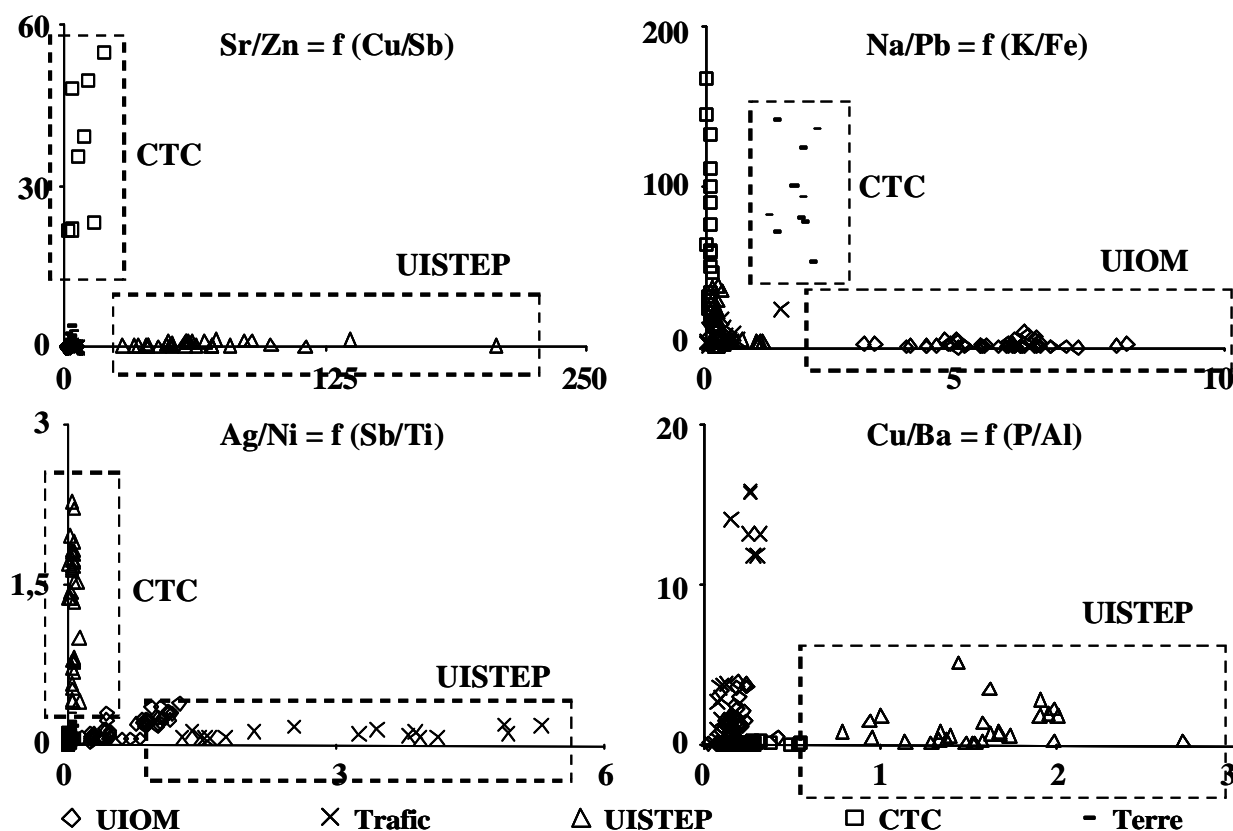 Sr/Zn = f (Cu/Sb)
60
30
0
0
125
250
CTC
UISTEP
Na/Pb = f (K/Fe)
200
100
0
0
5
10
CTC
UIOM
Ag/Ni = f (Sb/Ti)
3
1,5
0
0
3
6
CTC
UISTEP
Cu/Ba = f (P/Al)
20
10
0
0
1
2
3
UISTEP
UIOM
Trafic
UISTEP
CTC
Terre